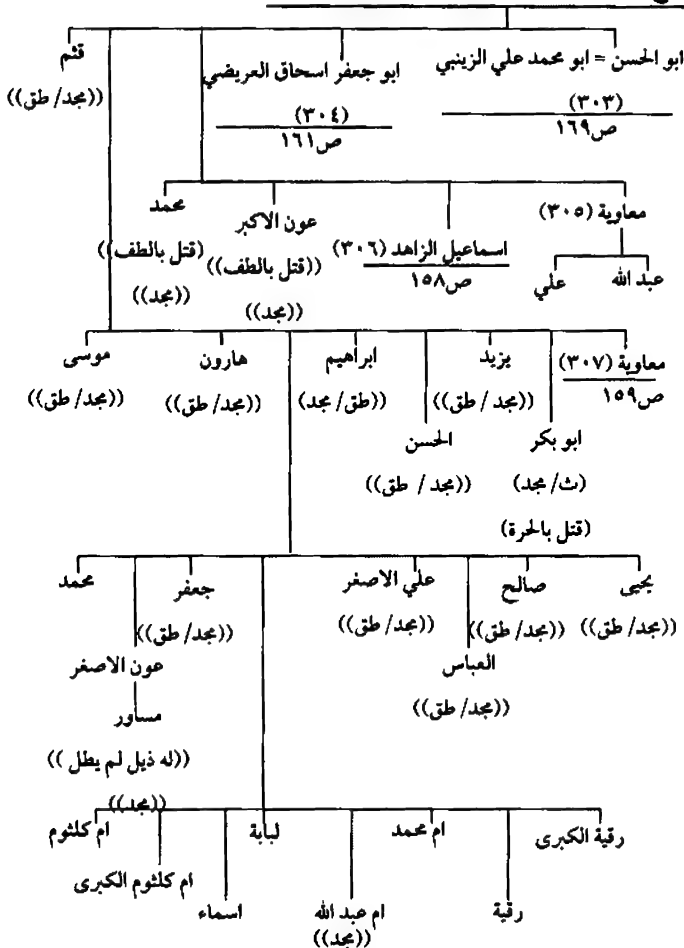 ابو الحسن = ابو محمد علي الزينبي
(٣٠٣)
ص١٦٩
ابو جعفر اسحاق العريضي
(٣٠٤)
ص١٦١
قثم
((مجد/ طق))
معاوية (٣٠٥)
عبد الله
علي
اسماعيل الزاهد (٣٠٦)
ص١٥٨
عون الاكبر
((قتل بالطف))
((مجد))
محمد
(قتل بالطف))
((مجد))
معاوية (٣٠٧)
ص١٥٩
ابو بكر
(ث/ مجد)
(قتل بالحرة)
يزيد
((مجد/ طق))
الحسن
((مجد/ طق))
ابراهيم
(طق/ مجد)
هارون
((مجد/ طق))
موسى
((مجد/ طق))
يحيى
((مجد/ طق))
صالح
((مجد/ طق))
العباس
((مجد/ طق))
علي الاصغر
((مجد/ طق))
جعفر
((مجد/ طق))
عون الاصغر
مساور
((له ذيل لم يطل))
((مجد))
محمد
رقية الكبرى
رقية
ام محمد
ام عبد الله
((مجد))
لبابة
اسماء
ام كلثوم الكبرى
ام كلثوم